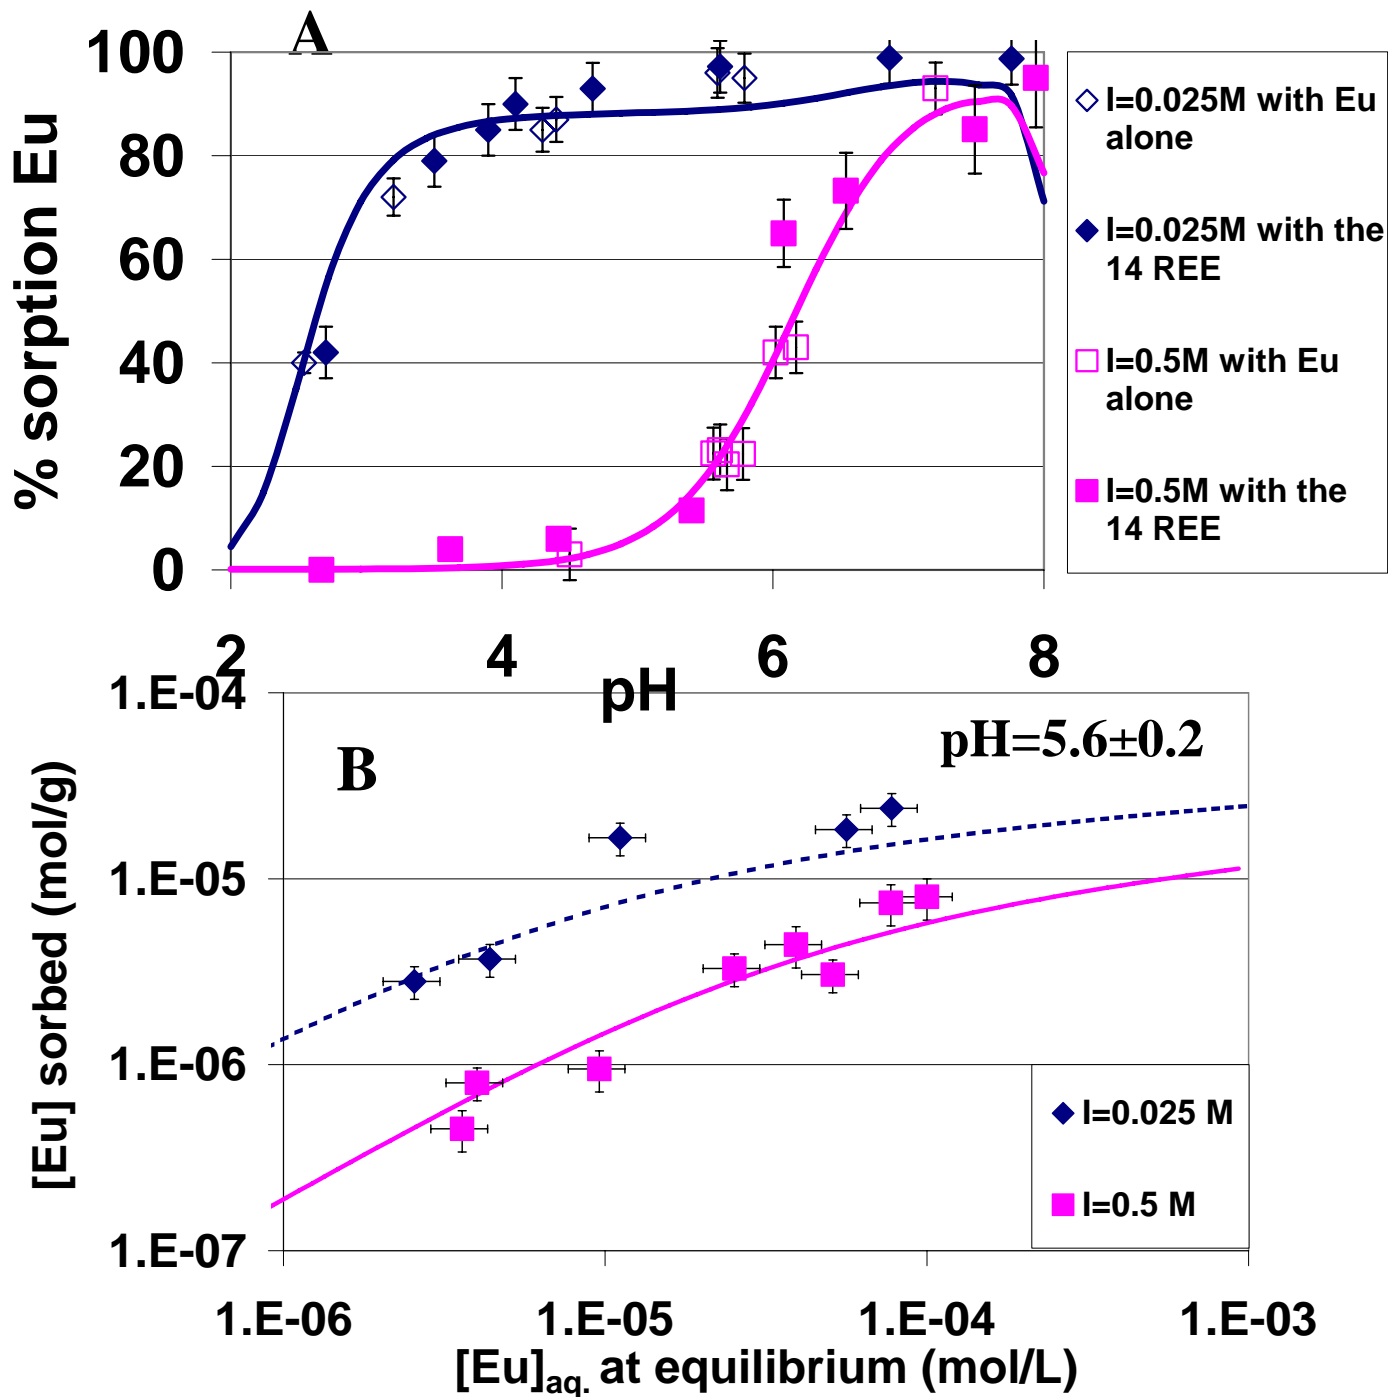 A
100
80
60
40
20
0
% sorption Eu
2 4 6 8
pH
I=0.025M with Eu
alone
I=0.025M with the
14 REE
I=0.5M with Eu
alone
I=0.5M with the
14 REE
1.E-04
1.E-05
1.E-06
1.E-07
[Eu] sorbed (mol/g)
B
pH=5.6±0.2
I=0.025 M
I=0.5 M
1.E-06 1.E-05 1.E-04 1.E-03
[Eu]aq. at equilibrium (mol/L)